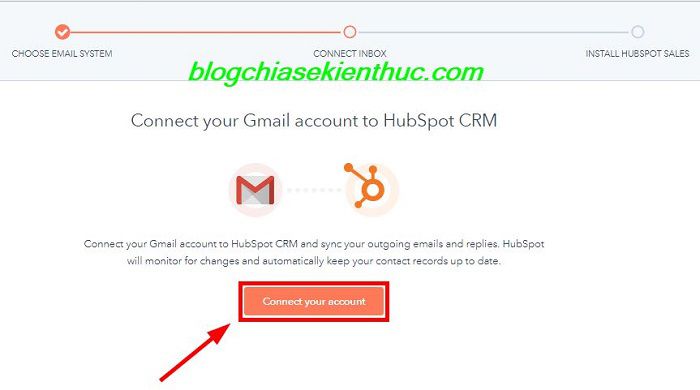 CHOOSE EMAIL SYSTEM
CONNECT INBOX
INSTALL HUBSPOT SALES
blogchiasekienthuc.com
Connect your Gmail account to HubSpot CRM
Connect your Gmail account to HubSpot CRM and sync your outgoing emails and replies. HubSpot
will monitor for changes and automatically keep your contact records up to date.
Connect your account